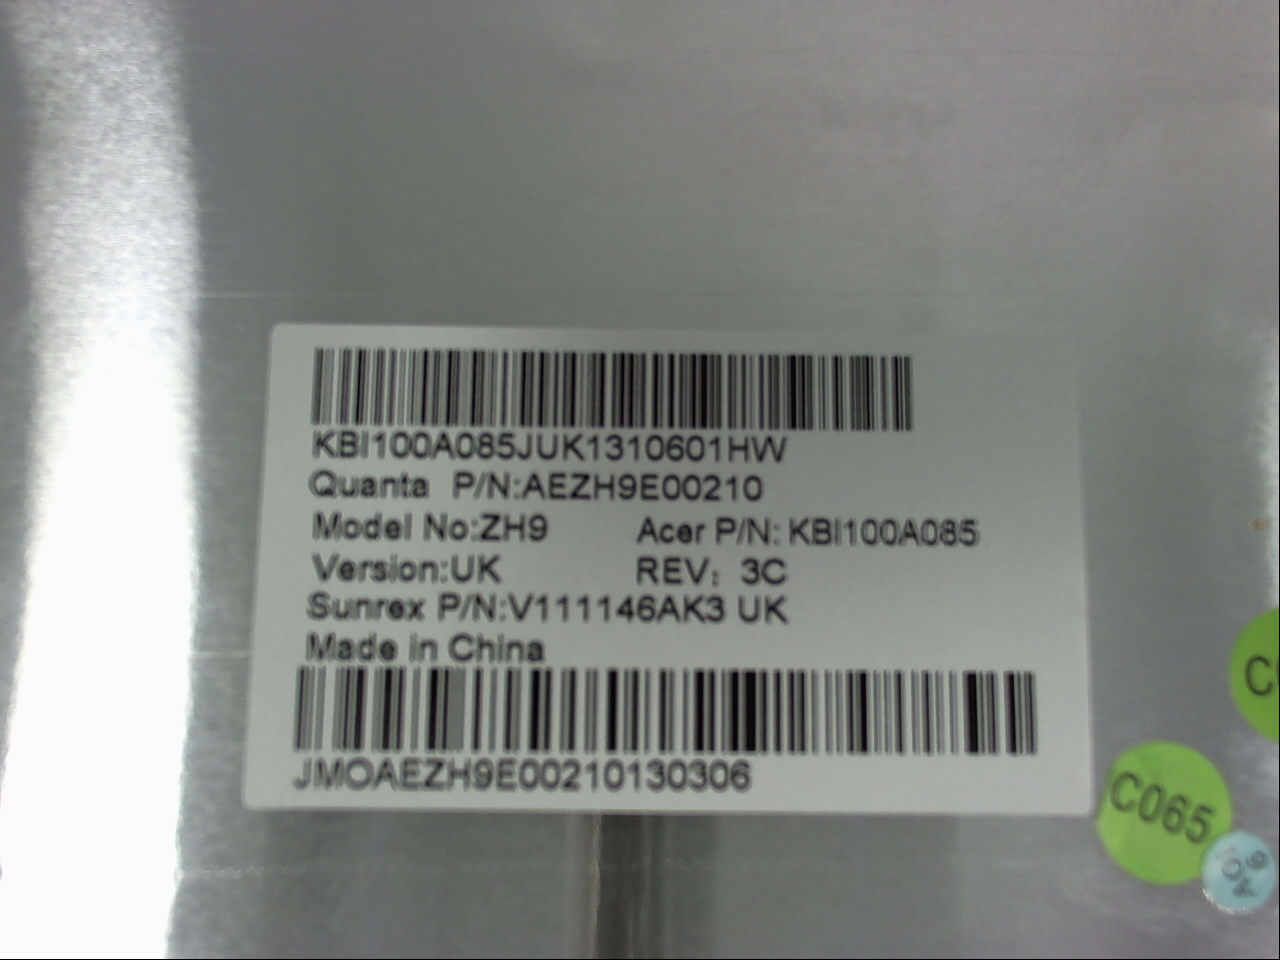 KBI100A085JUK1310601HW
Quanta P/N:AEZH9E00210
Model No:ZH9 Acer P/N: KBI100A085
Version:UK REV: 3C
Sunrex P/N:V111146AK3 UK
Made in China
JMOAEZH9E00210130306
C065